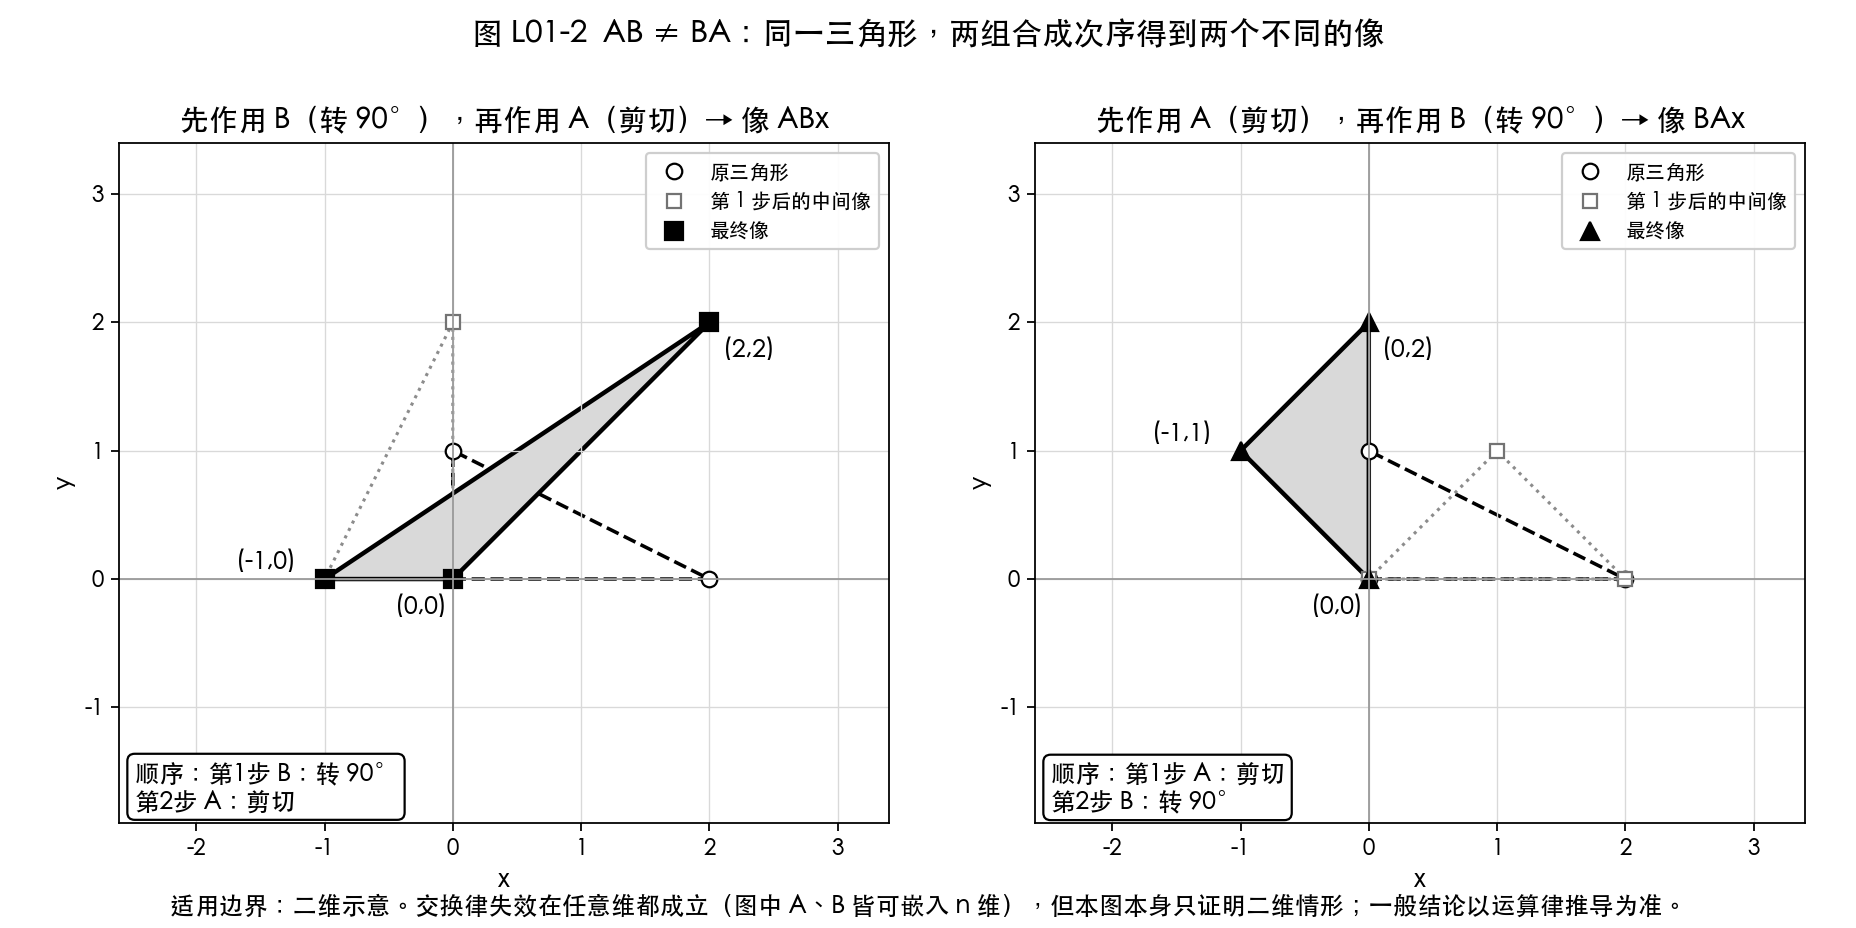 图 L01-2 AB ≠ BA：同一三角形，两组合成次序得到两个不同的像
先作用 B（转 90°），再作用 A（剪切）→ 像 ABx
原三角形
第 1 步后的中间像
最终像
3
2
1
0
-1
y
(2,2)
(-1,0)
(0,0)
顺序：第1步 B：转 90°
第2步 A：剪切
-2 -1 0 1 2 3
x
先作用 A（剪切），再作用 B（转 90°）→ 像 BAx
原三角形
第 1 步后的中间像
最终像
3
2
1
0
-1
y
(0,2)
(-1,1)
(0,0)
顺序：第1步 A：剪切
第2步 B：转 90°
-2 -1 0 1 2 3
x
适用边界：二维示意。交换律失效在任意维都成立（图中 A、B 皆可嵌入 n 维），但本图本身只证明二维情形；一般结论以运算律推导为准。